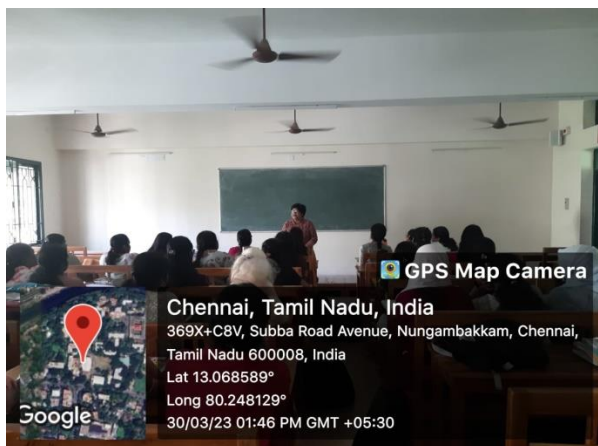 GPS Map Camera
Chennai, Tamil Nadu, India
369X+C8V, Subba Road Avenue, Nungambakkam, Chennai,
Tamil Nadu 600008, India
Lat 13.068589°
Long 80.248129°
30/03/23 01:46 PM GMT +05:30
Google